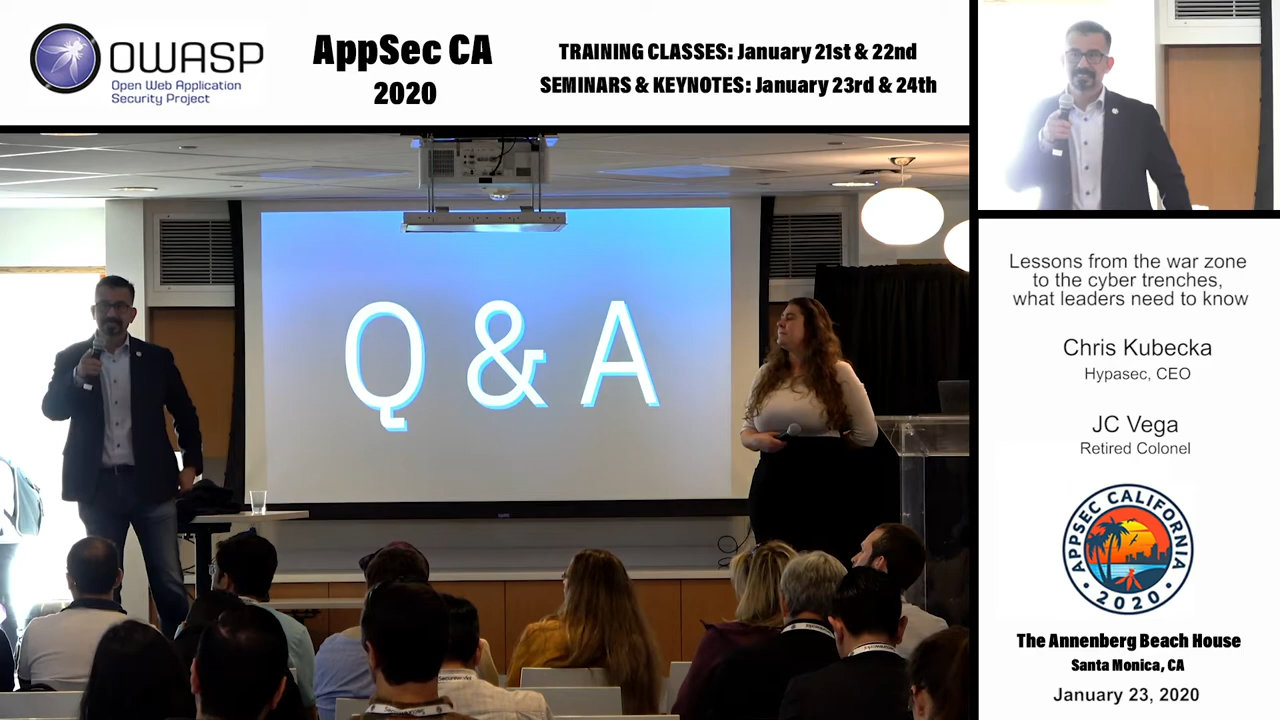 OWASP
Open Web Application
Security Project
AppSec CA
2020
TRAINING CLASSES: January 21st & 22nd
SEMINARS & KEYNOTES: January 23rd & 24th
Q & A
Lessons from the war zone
to the cyber trenches,
what leaders need to know
Chris Kubecka
Hypasec, CEO
JC Vega
Retired Colonel
APPSEC CALIFORNIA
• 2020 •
The Annenberg Beach House
Santa Monica, CA
January 23, 2020